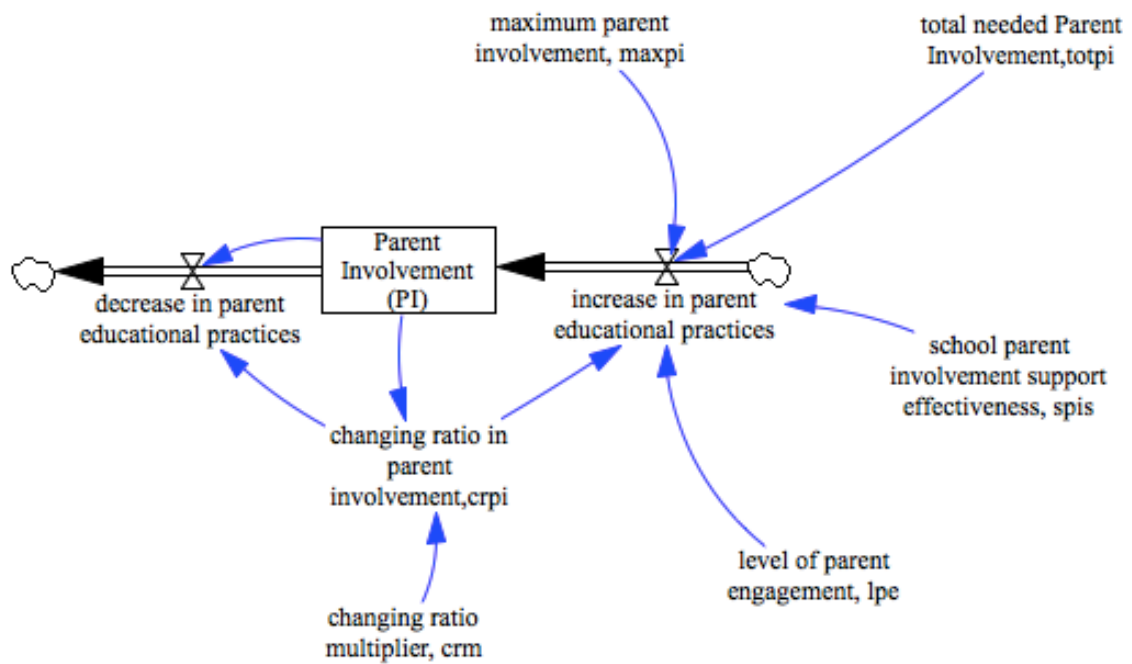 maximum parent
involvement, maxpi
total needed Parent
Involvement,totpi
Parent
Involvement
(PI)
decrease in parent
educational practices
increase in parent
educational practices
school parent
involvement support
effectiveness, spis
changing ratio in
parent
involvement,crpi
level of parent
engagement, lpe
changing ratio
multiplier, crm